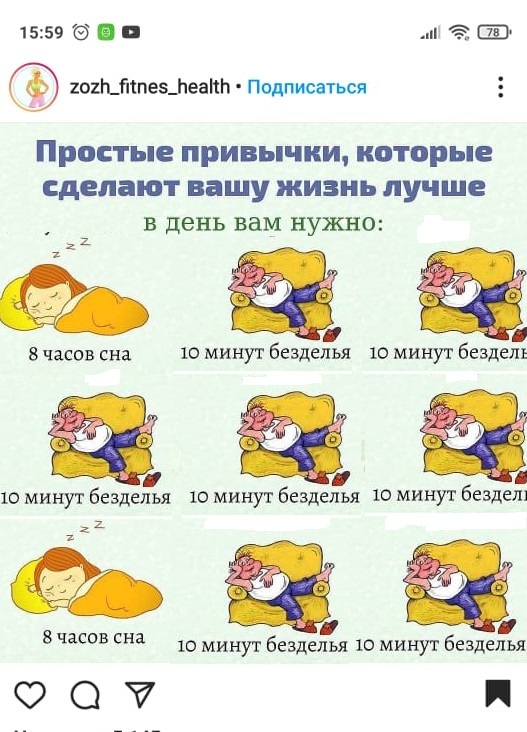 15:59
78
zozh_fitnes_health • Подписаться
Простые привычки, которые
сделают вашу жизнь лучше
в день вам нужно:
z z z
8 часов сна
10 минут безделья
10 минут бездель
10 минут безделья
10 минут безделья
10 минут бездел
z z z
8 часов сна
10 минут безделья
10 минут безделья